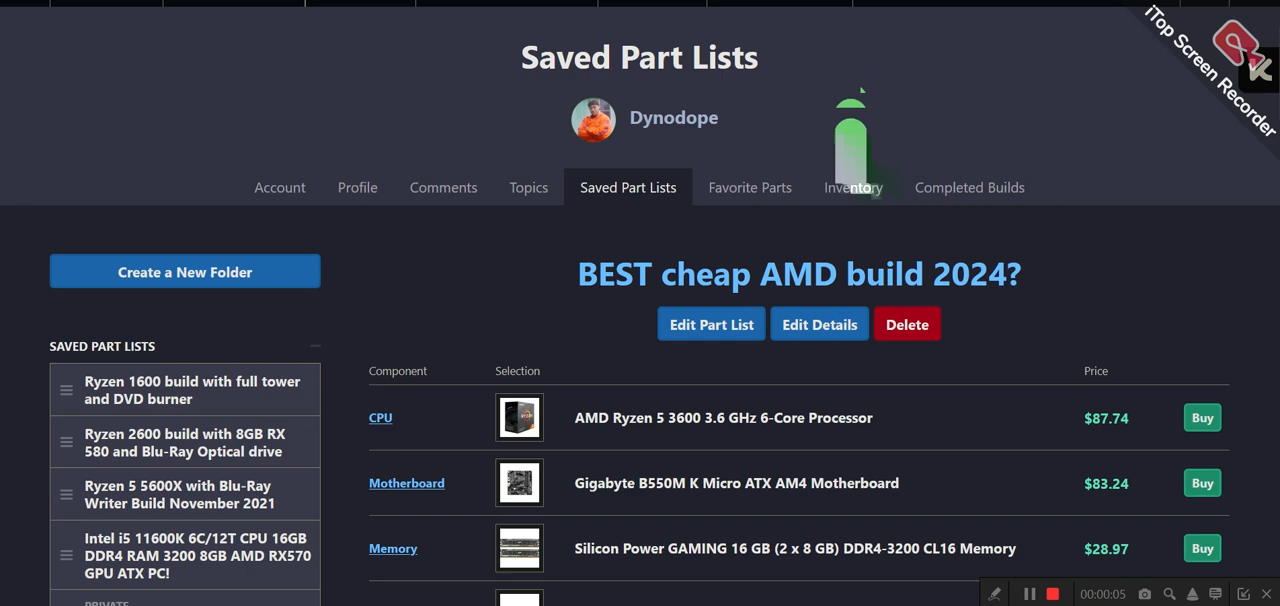 Saved Part Lists
Dynodope
iTop Screen Recorder
Account Profile Comments Topics Saved Part Lists Favorite Parts Inventory Completed Builds
Create a New Folder
BEST cheap AMD build 2024?
Edit Part List Edit Details Delete
SAVED PART LISTS
Ryzen 1600 build with full tower
and DVD burner
Ryzen 2600 build with 8GB RX
580 and Blu-Ray Optical drive
Ryzen 5 5600X with Blu-Ray
Writer Build November 2021
Intel i5 11600K 6C/12T CPU 16GB
DDR4 RAM 3200 8GB AMD RX570
GPU ATX PC!
PRIVATE
Component Selection Price
CPU AMD Ryzen 5 3600 3.6 GHz 6-Core Processor $87.74 Buy
Motherboard Gigabyte B550M K Micro ATX AM4 Motherboard $83.24 Buy
Memory Silicon Power GAMING 16 GB (2 x 8 GB) DDR4-3200 CL16 Memory $28.97 Buy
00:00:05